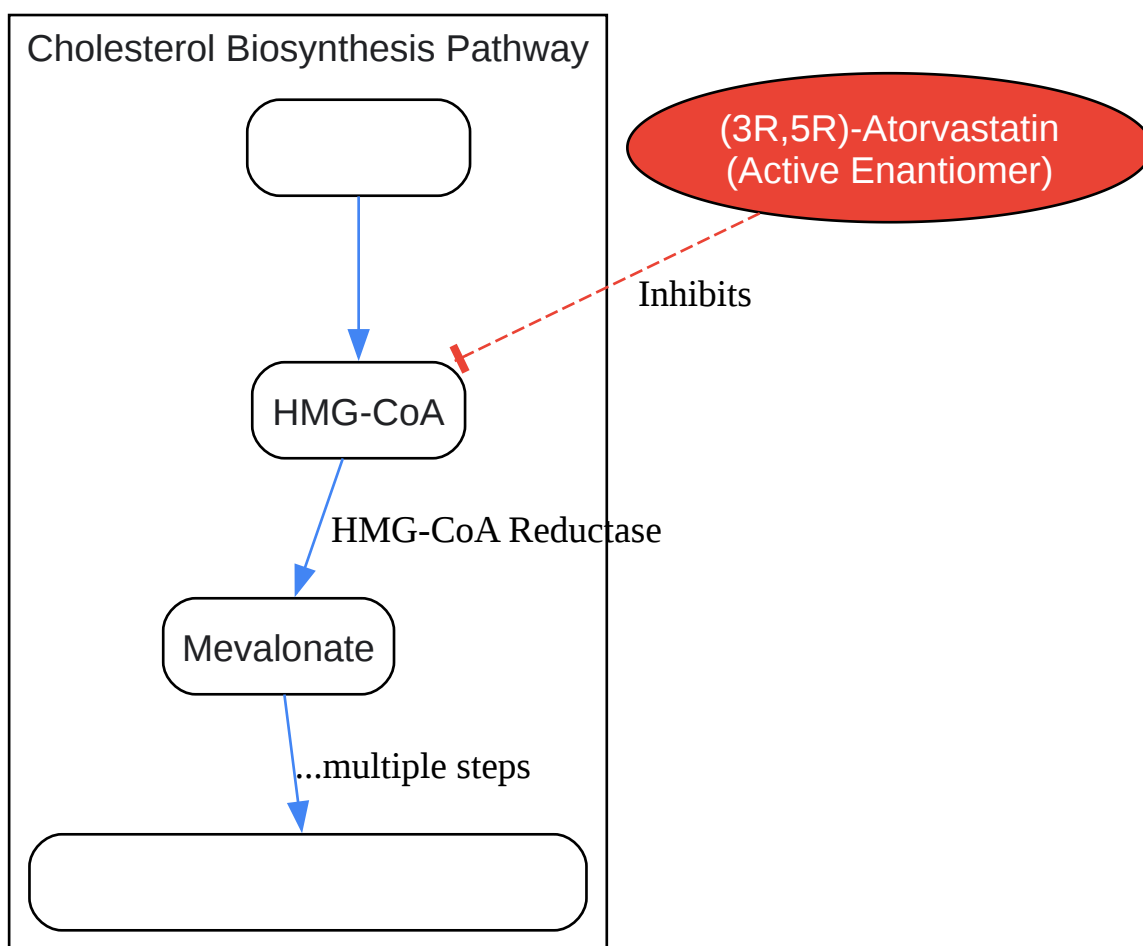 Cholesterol Biosynthesis Pathway
(3R,5R)-Atorvastatin
(Active Enantiomer)
Inhibits
HMG-CoA
HMG-CoA Reductase
Mevalonate
...multiple steps